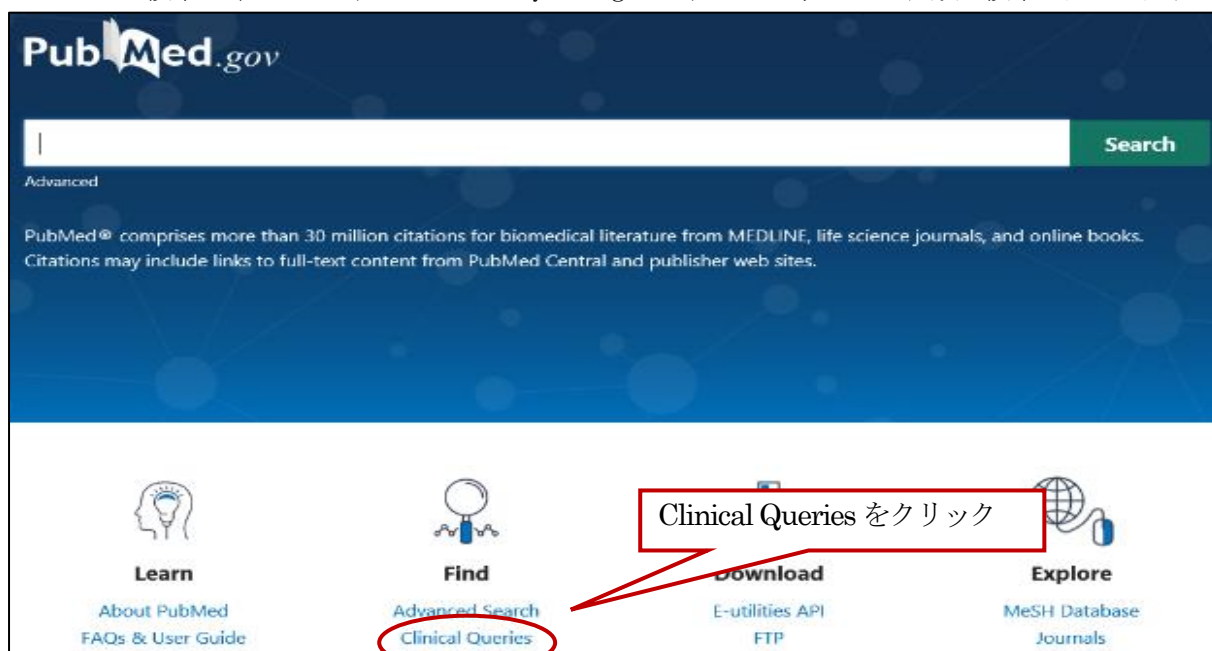 PubMed.gov
Search
Advanced
PubMed® comprises more than 30 million citations for biomedical literature from MEDLINE, life science journals, and online books.
Citations may include links to full-text content from PubMed Central and publisher web sites.
Clinical Queries をクリック
Learn
Find
Download
Explore
About PubMed
Advanced Search
E-utilities API
MeSH Database
FAQs & User Guide
Clinical Queries
FTP
Journals